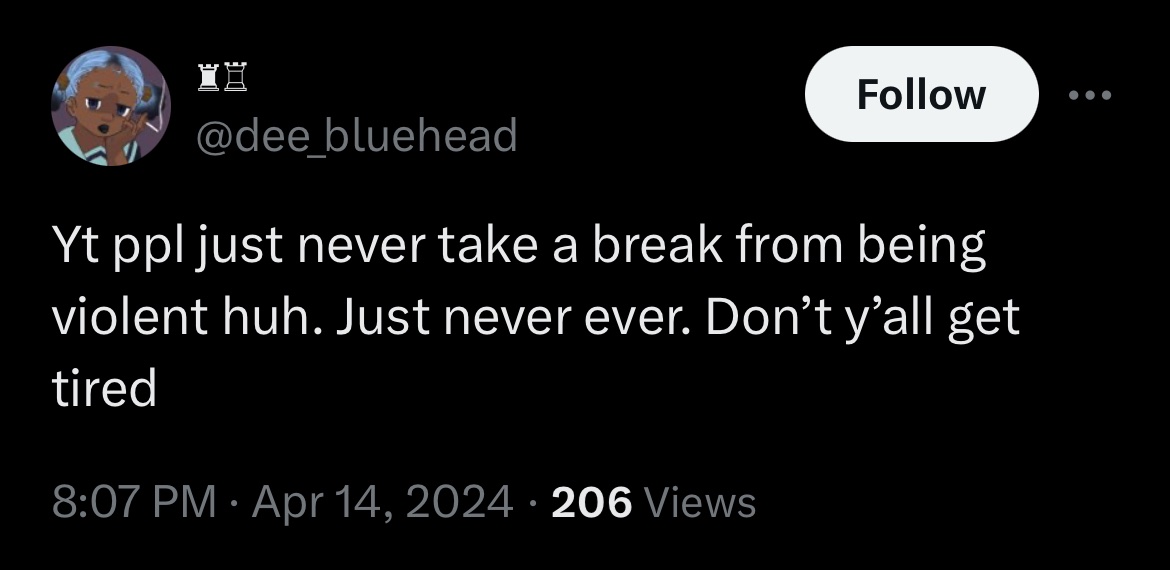 ♜♖
@dee_bluehead
Follow
Yt ppl just never take a break from being
violent huh. Just never ever. Don’t y’all get
tired
8:07 PM · Apr 14, 2024 · 206 Views